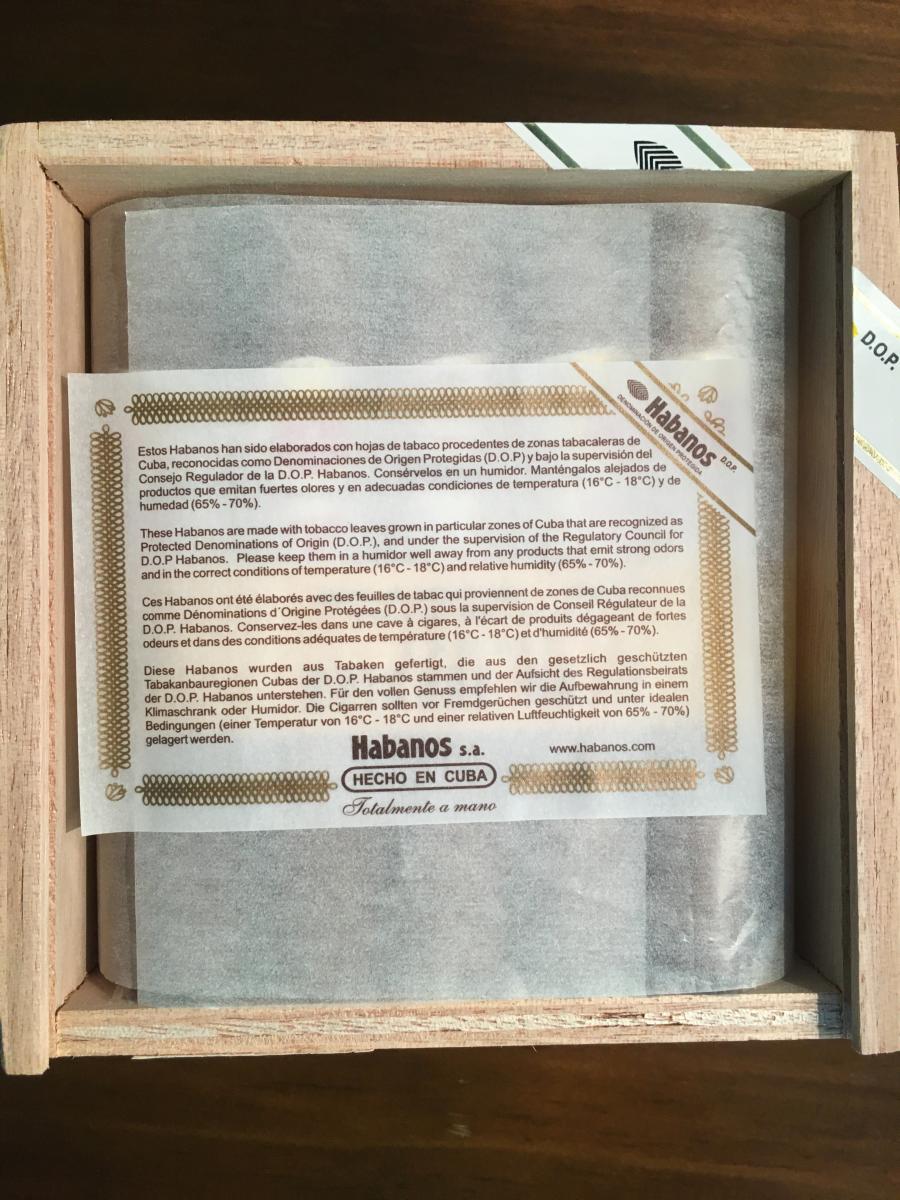 D.O.P.
Habanos
D.O.P.
DENOMINACIÓN DE ORIGEN PROTEGIDA
Estos Habanos han sido elaborados con hojas de tabaco procedentes de zonas tabacaleras de
Cuba, reconocidas como Denominaciones de Origen Protegidas (D.O.P) y bajo la supervisión del
Consejo Regulador de la D.O.P. Habanos. Consérvelos en un humidor. Manténgalos alejados de
productos que emitan fuertes olores y en adecuadas condiciones de temperatura (16°C - 18°C) y de
humedad (65% - 70%).
These Habanos are made with tobacco leaves grown in particular zones of Cuba that are recognized as
Protected Denominations of Origin (D.O.P.), and under the supervision of the Regulatory Council for
D.O.P Habanos. Please keep them in a humidor well away from any products that emit strong odors
and in the correct conditions of temperature (16°C - 18°C) and relative humidity (65% - 70%).
Ces Habanos ont été élaborés avec des feuilles de tabac qui proviennent de zones de Cuba reconnues
comme Dénominations d´Origine Protégées (D.O.P.) sous la supervision de Conseil Régulateur de la
D.O.P. Habanos. Conservez-les dans une cave à cigares, à l'écart de produits dégageant de fortes
odeurs et dans des conditions adéquates de température (16°C - 18°C) et d'humidité (65% - 70%).
Diese Habanos wurden aus Tabaken gefertigt, die aus den gesetzlich geschützten
Tabakanbauregionen Cubas der D.O.P. Habanos stammen und der Aufsicht des Regulationsbeirats
der D.O.P. Habanos unterstehen. Für den vollen Genuss empfehlen wir die Aufbewahrung in einem
Klimaschrank oder Humidor. Die Cigarren sollten vor Fremdgerüchen geschützt und unter idealen
Bedingungen (einer Temperatur von 16°C - 18°C und einer relativen Luftfeuchtigkeit von 65% - 70%)
gelagert werden.
Habanos s.a.
www.habanos.com
HECHO EN CUBA
Totalmente a mano